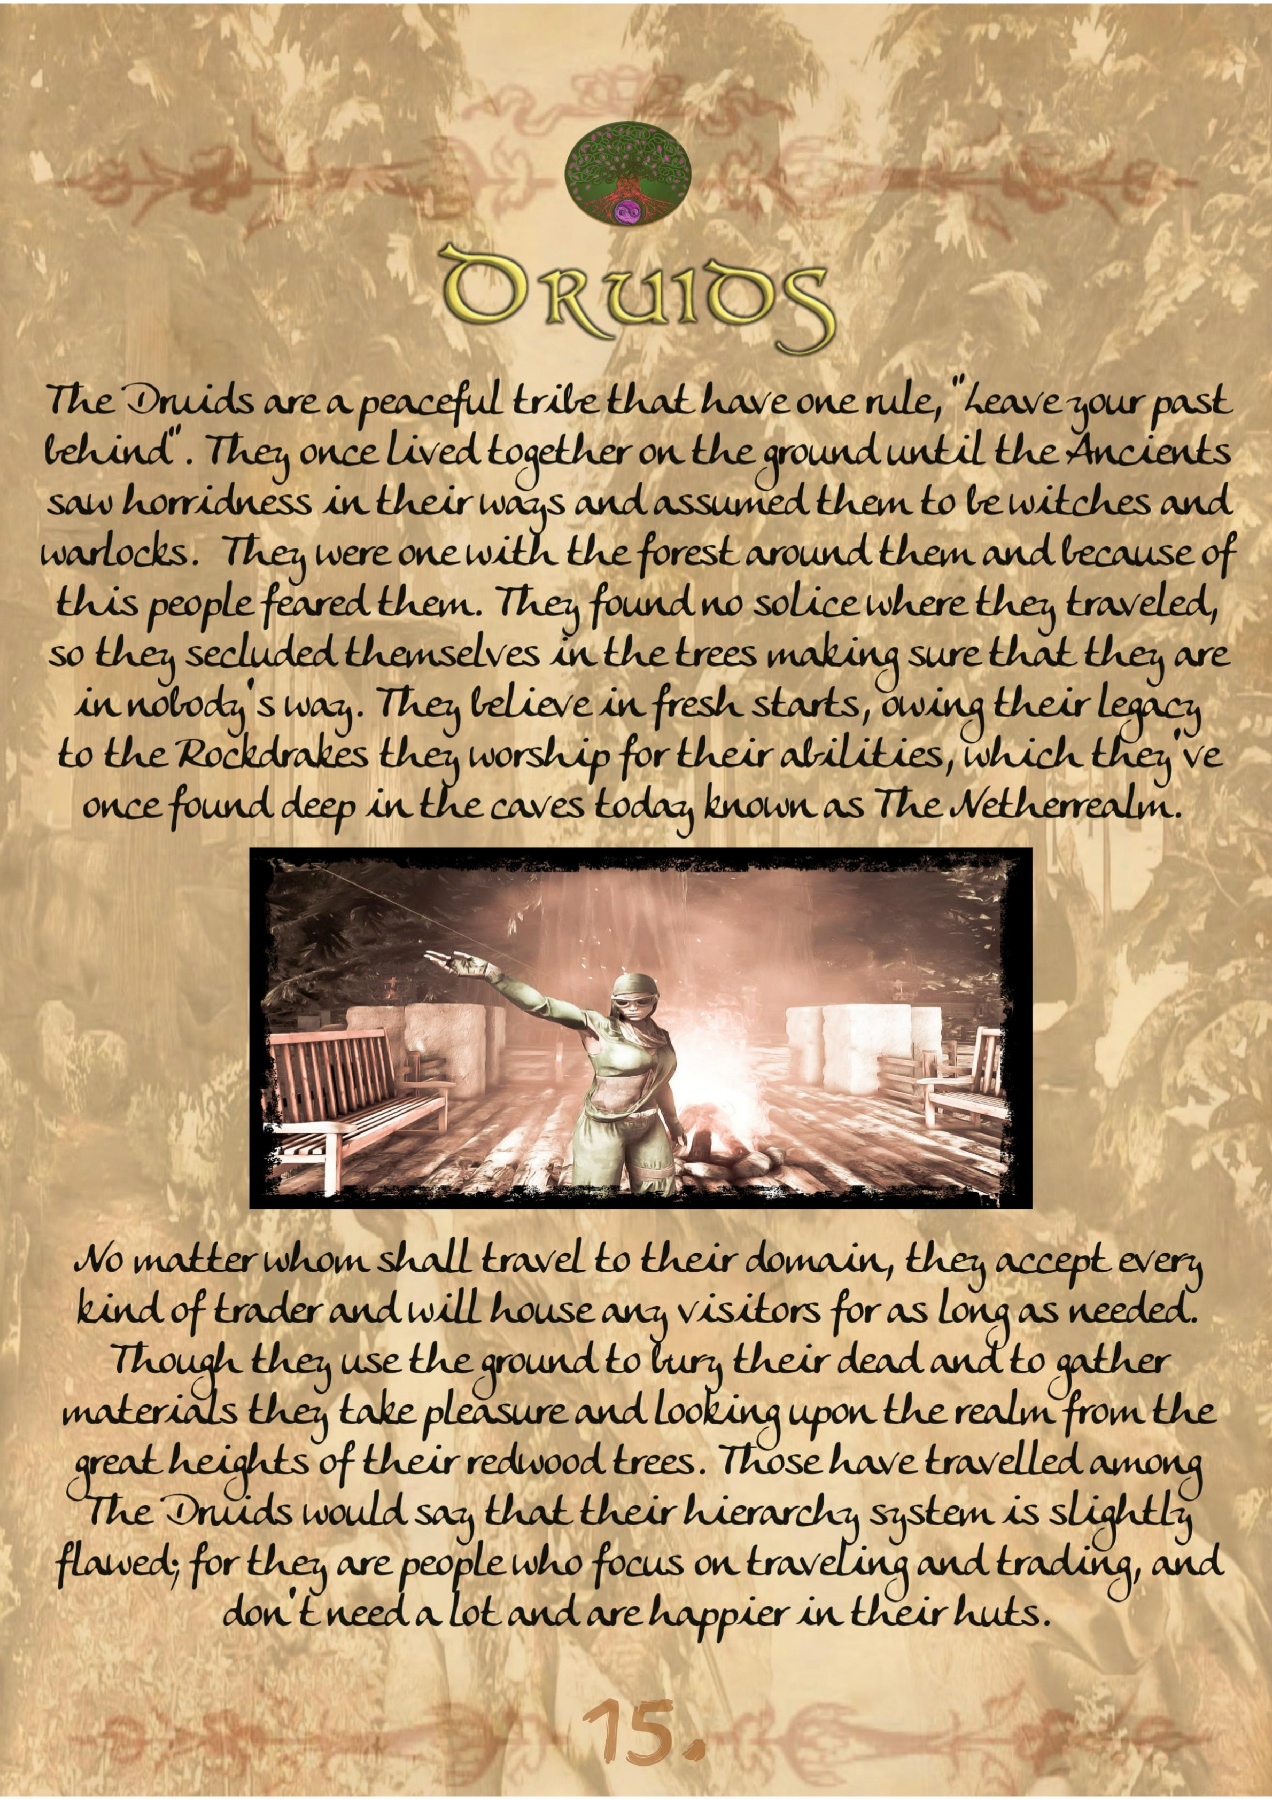 Druids
The Druids are a peaceful tribe that have one rule, "Leave your past
behind". They once lived together on the ground until the Ancients
saw horridness in their ways and assumed them to be witches and
warlocks. They were one with the forest around them and because of
this people feared them. They found no solice where they traveled,
so they secluded themselves in the trees making sure that they are
in nobody's way. They believe in fresh starts, owing their legacy
to the Rockdrakes they worship for their abilities, which they've
once found deep in the caves today known as The Netherrealm.
No matter whom shall travel to their domain, they accept every
kind of trader and will house any visitors for as long as needed.
Though they use the ground to bury their dead and to gather
materials they take pleasure and looking upon the realm from the
great heights of their redwood trees. Those have travelled among
The Druids would say that their hierarchy system is slightly
flawed; for they are people who focus on traveling and trading, and
don't need a lot and are happier in their huts.
15.